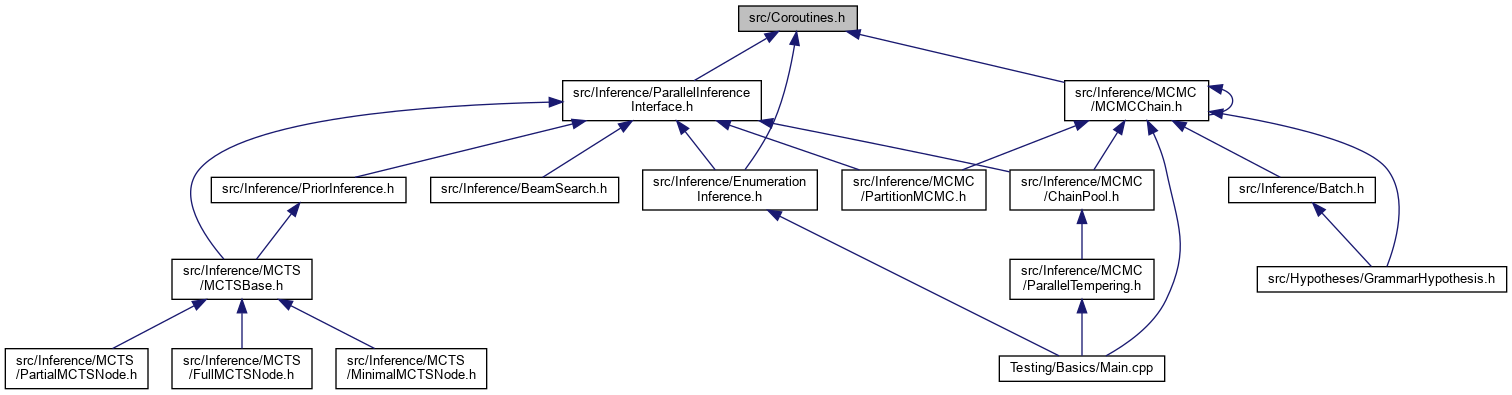 src/Coroutines.h
src/Inference/ParallelInference
Interface.h
src/Inference/MCMC
/MCMCChain.h
src/Inference/PriorInference.h
src/Inference/BeamSearch.h
src/Inference/Enumeration
Inference.h
src/Inference/MCMC
/PartitionMCMC.h
src/Inference/MCMC
/ChainPool.h
src/Inference/Batch.h
src/Inference/MCTS
/MCTSBase.h
src/Inference/MCMC
/ParallelTempering.h
src/Hypotheses/GrammarHypothesis.h
src/Inference/MCTS
/PartialMCTSNode.h
src/Inference/MCTS
/FullMCTSNode.h
src/Inference/MCTS
/MinimalMCTSNode.h
Testing/Basics/Main.cpp